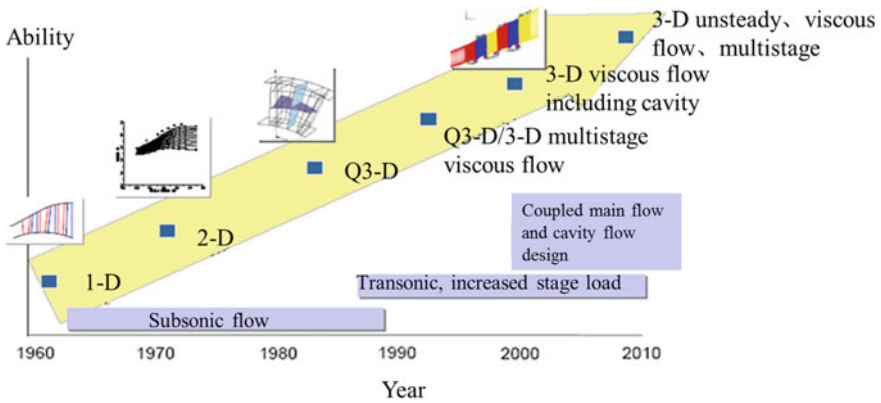 Ability
3-D unsteady、viscous
flow、multistage
3-D viscous flow
including cavity
Q3-D/3-D multistage
viscous flow
Q3-D
2-D
1-D
Coupled main flow
and cavity flow
design
Transonic, increased stage load
Subsonic flow
1960 1970 1980 1990 2000 2010
Year